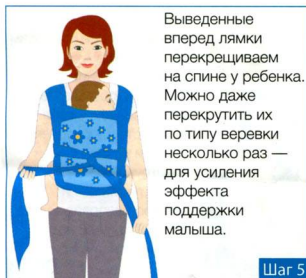 Выведенные
вперед лямки
перекрещиваем
на спине у ребенка.
Можно даже
перекрутить их
по типу веревки
несколько раз —
для усиления
эффекта
поддержки
малыша.
Шаг 5